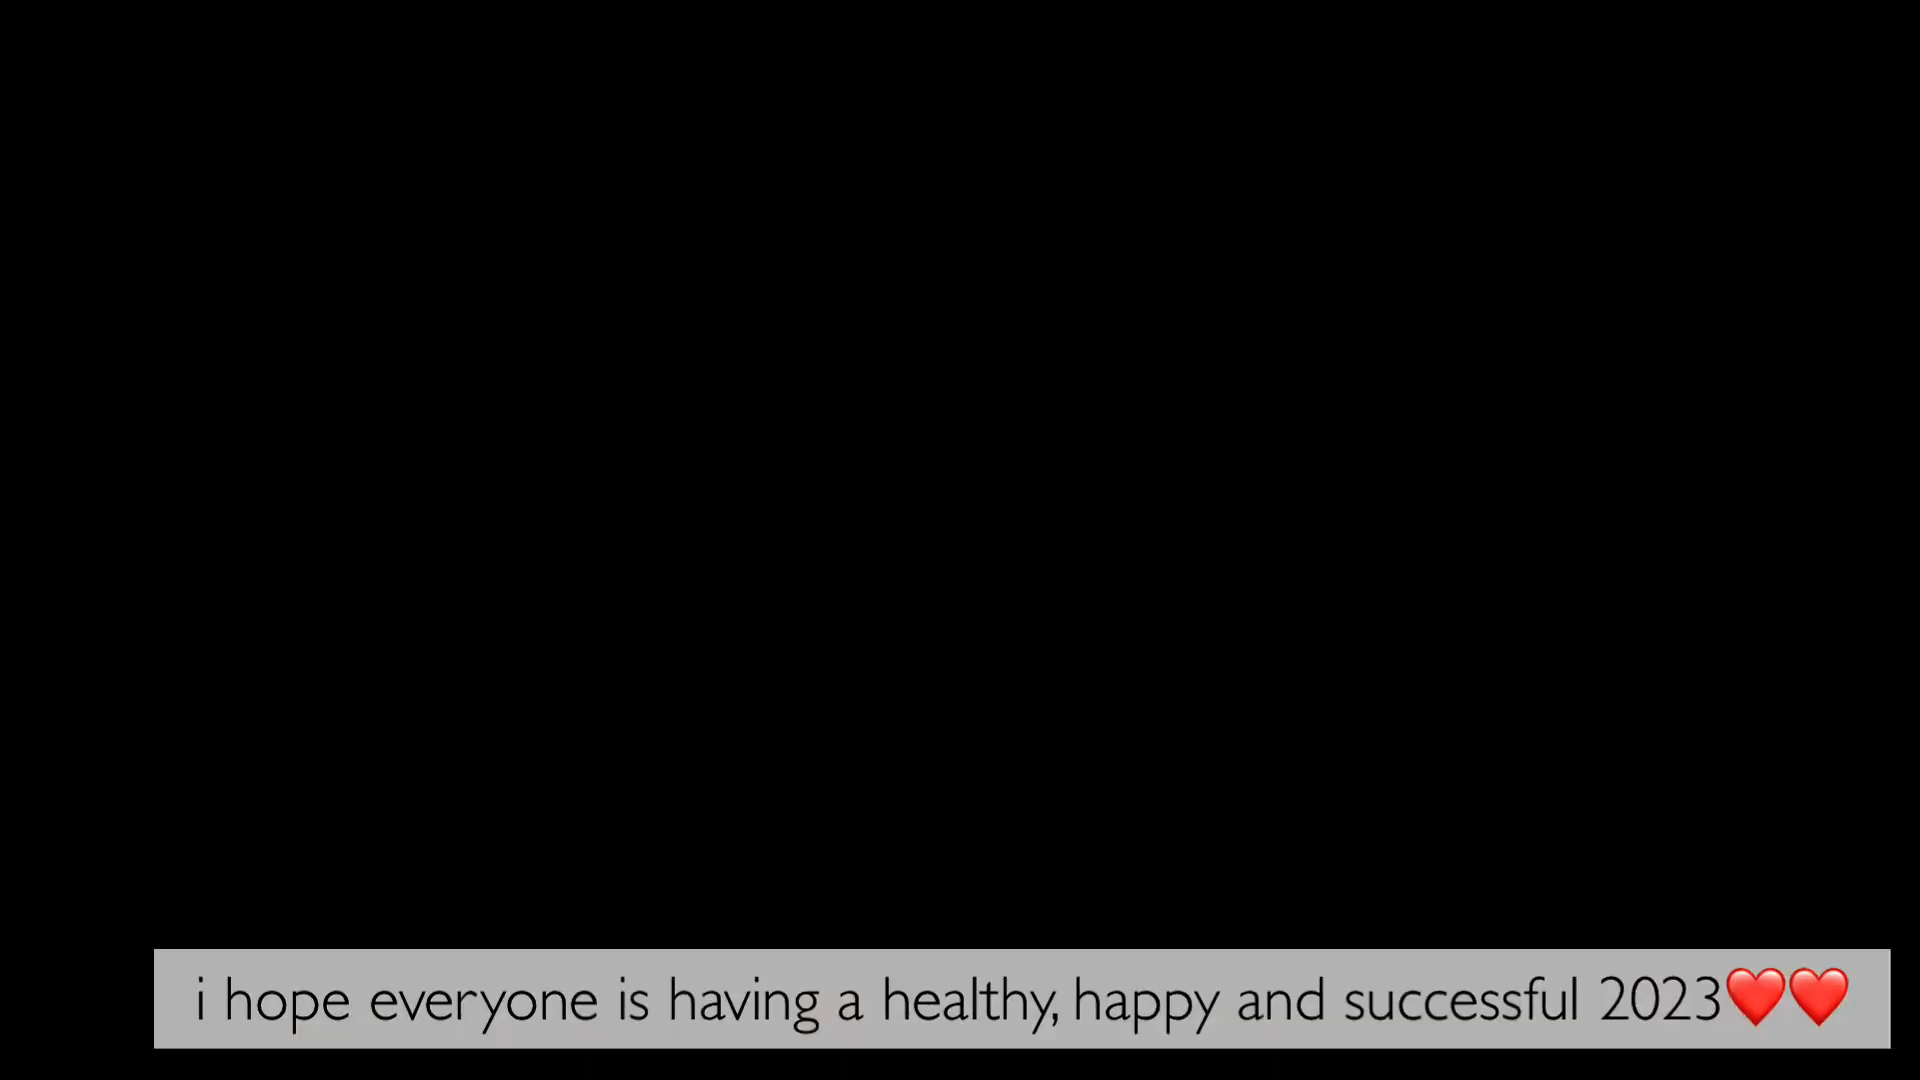 i hope everyone is having a healthy, happy and successful 2023❤️❤️